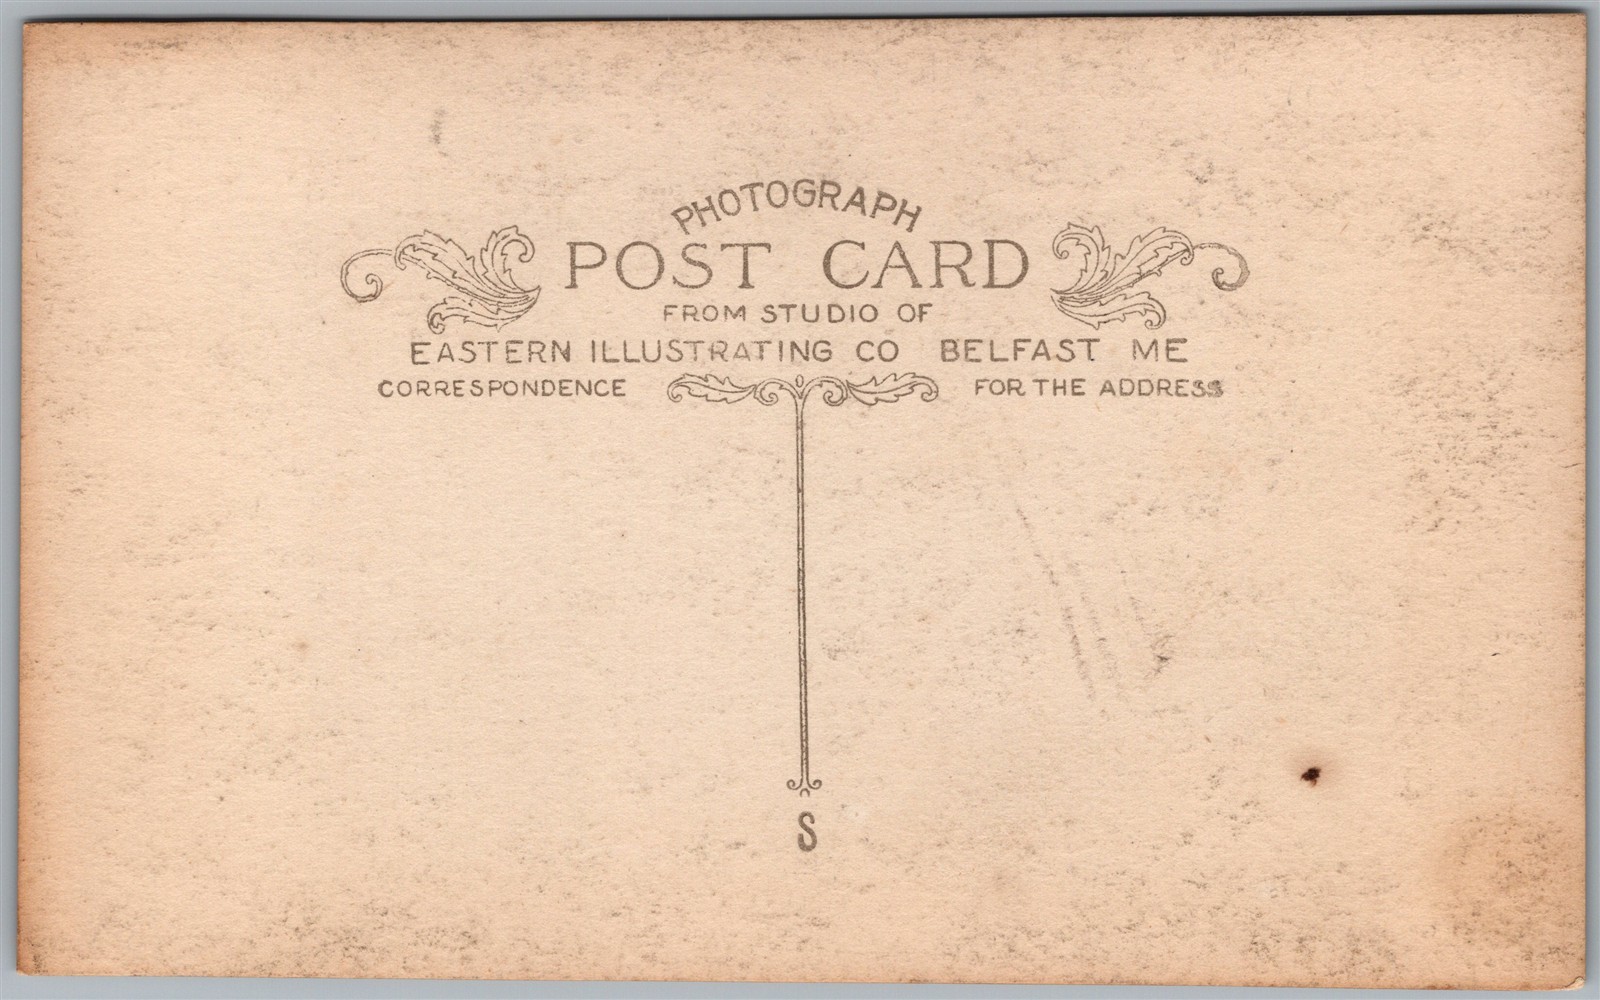 PHOTOGRAPH
POST CARD
FROM STUDIO OF
EASTERN ILLUSTRATING CO BELFAST ME
CORRESPONDENCE FOR THE ADDRESS
S